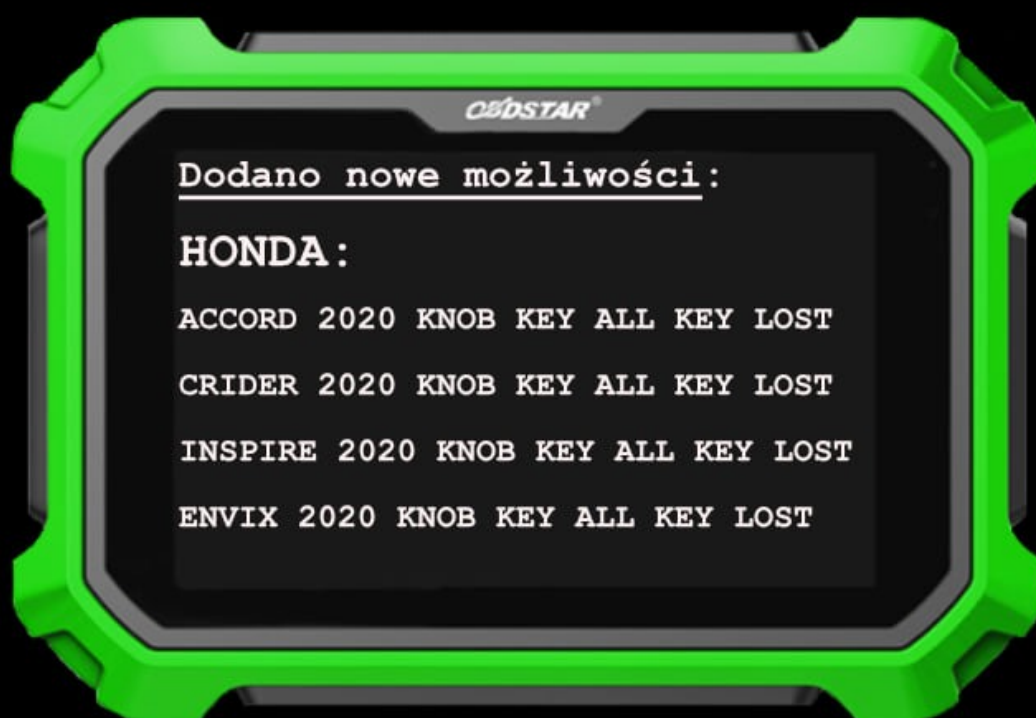 OBDSTAR®
Dodano nowe możliwości:
HONDA:
ACCORD 2020 KNOB KEY ALL KEY LOST
CRIDER 2020 KNOB KEY ALL KEY LOST
INSPIRE 2020 KNOB KEY ALL KEY LOST
ENVIX 2020 KNOB KEY ALL KEY LOST